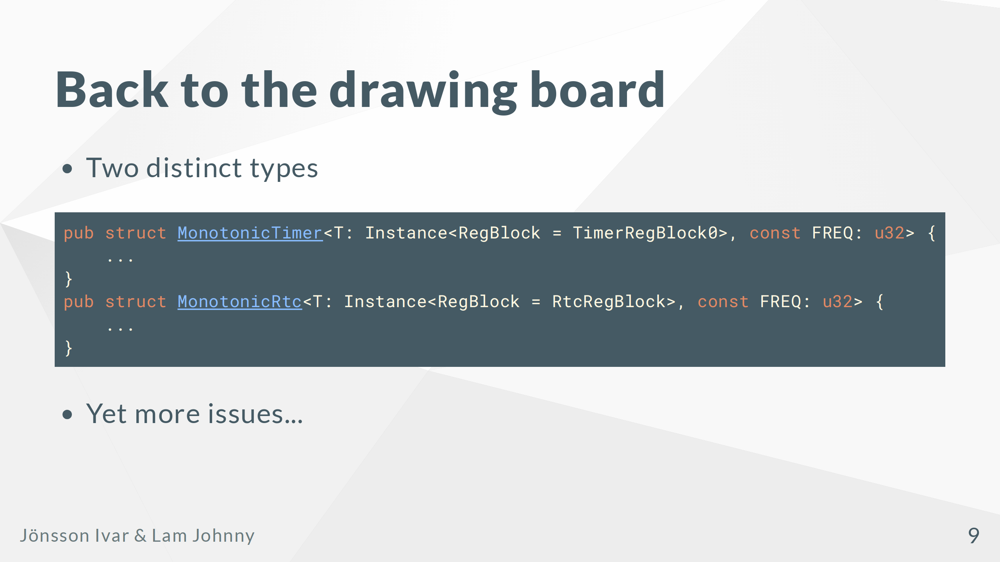 Back to the drawing board
• Two distinct types
pub struct MonotonicTimer<T: Instance<RegBlock = TimerRegBlock0>, const FREQ: u32> {
    ...
}
pub struct MonotonicRtc<T: Instance<RegBlock = RtcRegBlock>, const FREQ: u32> {
    ...
}
• Yet more issues...
Jönsson Ivar & Lam Johnny
9